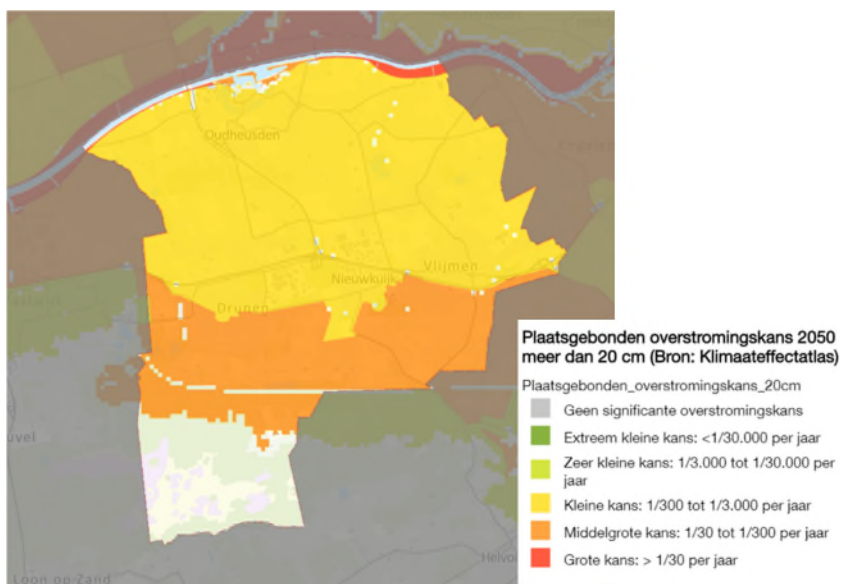 Oudheusden
Vlijmen
Nieuwkuijk
Drunen
Loon op Zand
Plaatsgebonden overstromingskans 2050
meer dan 20 cm (Bron: Klimaateffectatlas)
Plaatsgebonden_overstromingskans_20cm
Geen significante overstromingskans
Extreem kleine kans: <1/30.000 per jaar
Zeer kleine kans: 1/3.000 tot 1/30.000 per
jaar
Kleine kans: 1/300 tot 1/3.000 per jaar
Middelgrote kans: 1/30 tot 1/300 per jaar
Grote kans: > 1/30 per jaar